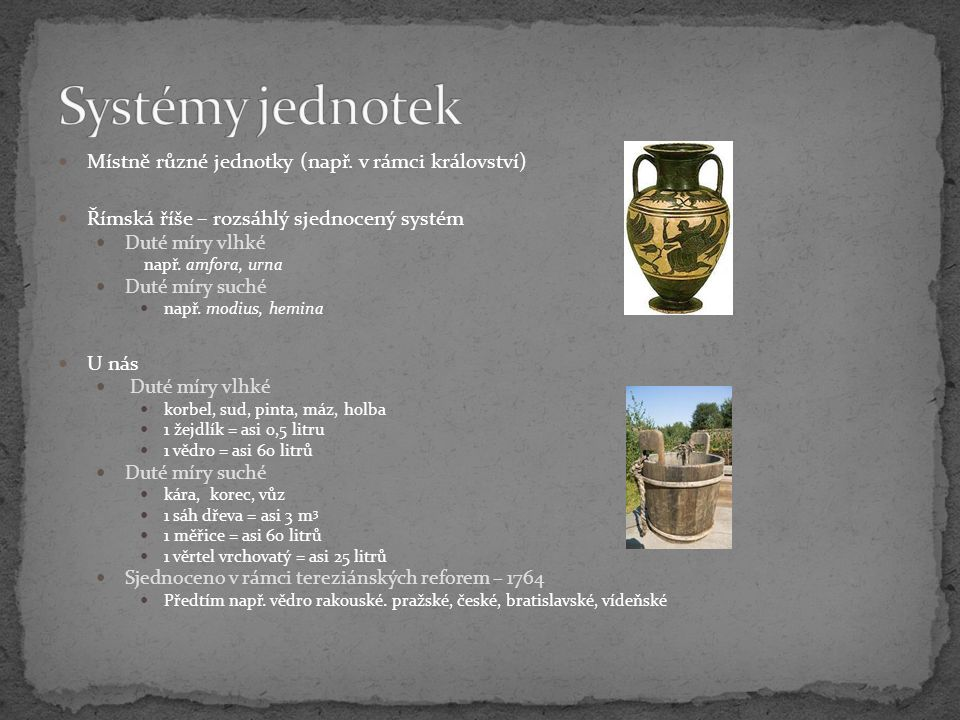 Systémy jednotek
Místně různé jednotky (např. v rámci království)
Římská říše – rozsáhlý sjednocený systém
Duté míry vlhké
např. amfora, urna
Duté míry suché
např. modius, hemina
U nás
Duté míry vlhké
korbel, sud, pinta, máz, holba
1 žejdlík = asi 0,5 litru
1 vědro = asi 60 litrů
Duté míry suché
kára, korec, vůz
1 sáh dřeva = asi 3 m³
1 měřice = asi 60 litrů
1 věrtel vrchovatý = asi 25 litrů
Sjednoceno v rámci tereziánských reforem – 1764
Předtím např. vědro rakouské. pražské, české, bratislavské, vídeňské